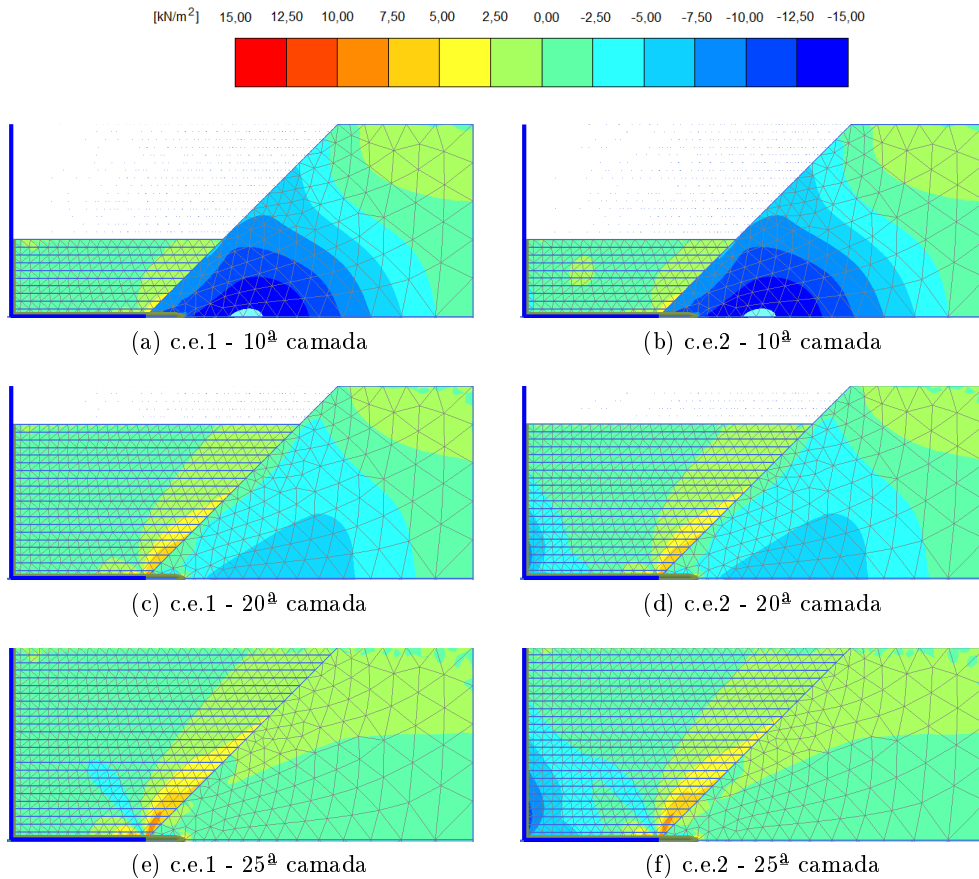 [kN/m²] 15,00 12,50 10,00 7,50 5,00 2,50 0,00 -2,50 -5,00 -7,50 -10,00 -12,50 -15,00
(a) c.e.1 - 10ª camada
(b) c.e.2 - 10ª camada
(c) c.e.1 - 20ª camada
(d) c.e.2 - 20ª camada
(e) c.e.1 - 25ª camada
(f) c.e.2 - 25ª camada